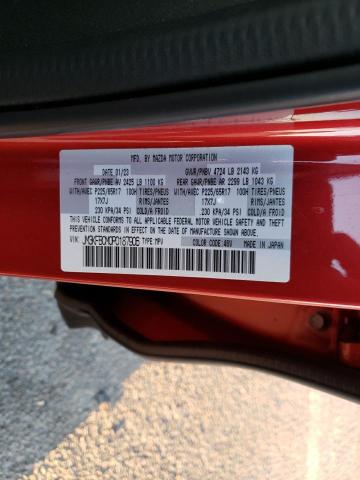 MFD. BY MAZDA MOTOR CORPORATION
DATE 01/23 GVWR/PNBV 4724 LB 2143 KG
FRONT GAWR/PNBE AV 2425 LB 1100 KG REAR GAWR/PNBE AR 2299 LB 1043 KG
WITH/AVEC P225/65R17 100H TIRES/PNEUS WITH/AVEC P225/65R17 100H TIRES/PNEUS
17X7J RIMS/JANTES 17X7J RIMS/JANTES
230 KPA/34 PSI COLD/A FROID 230 KPA/34 PSI COLD/A FROID
THIS VEHICLE CONFORMS TO ALL APPLICABLE FEDERAL MOTOR VEHICLE SAFETY, BUMPER, AND THEFT PREVENTION STANDARDS IN EFFECT ON THE DATE OF MANUFACTURE SHOWN ABOVE.
VIN: TYPE:MPV COLOR/CODE:46V MADE IN JAPAN